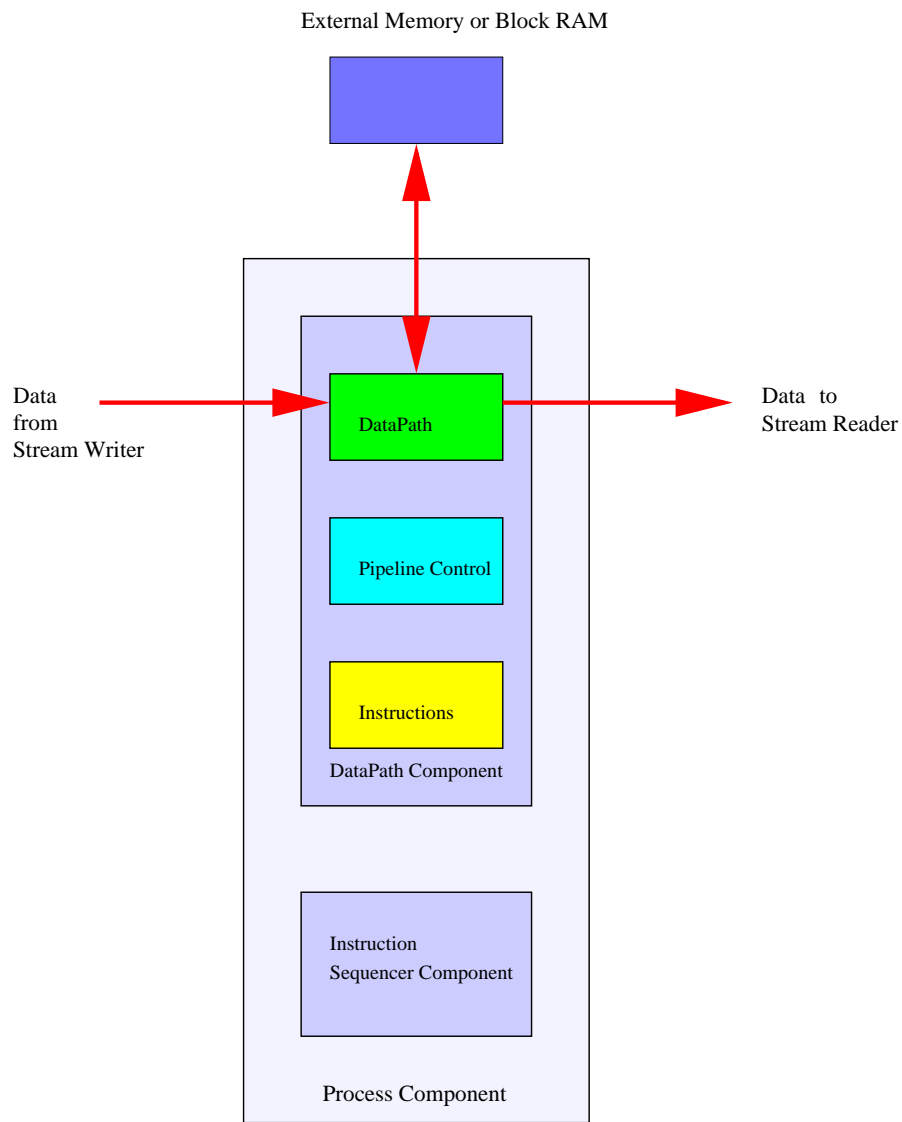 External Memory or Block RAM
Data
from
Stream Writer
DataPath
Data to
Stream Reader
Pipeline Control
Instructions
DataPath Component
Instruction
Sequencer Component
Process Component